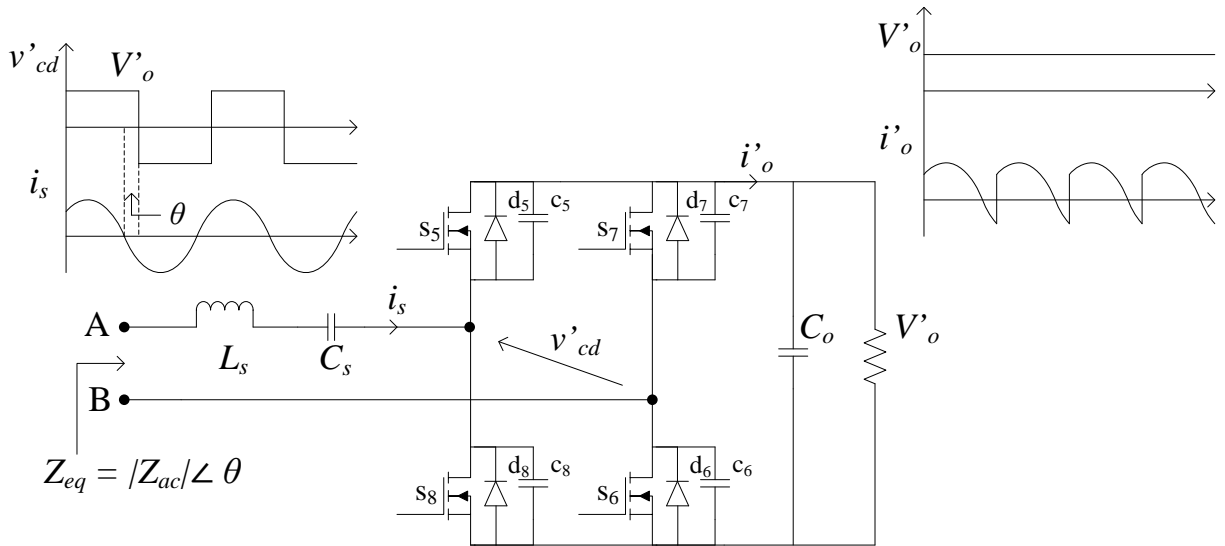 v'cd
V'o
is
θ
V'o
i'o
i'o
s5
d5
c5
s7
d7
c7
A
Ls
Cs
is
v'cd
Co
V'o
B
Zeq = |Zac|∠ θ
s8
d8
c8
s6
d6
c6